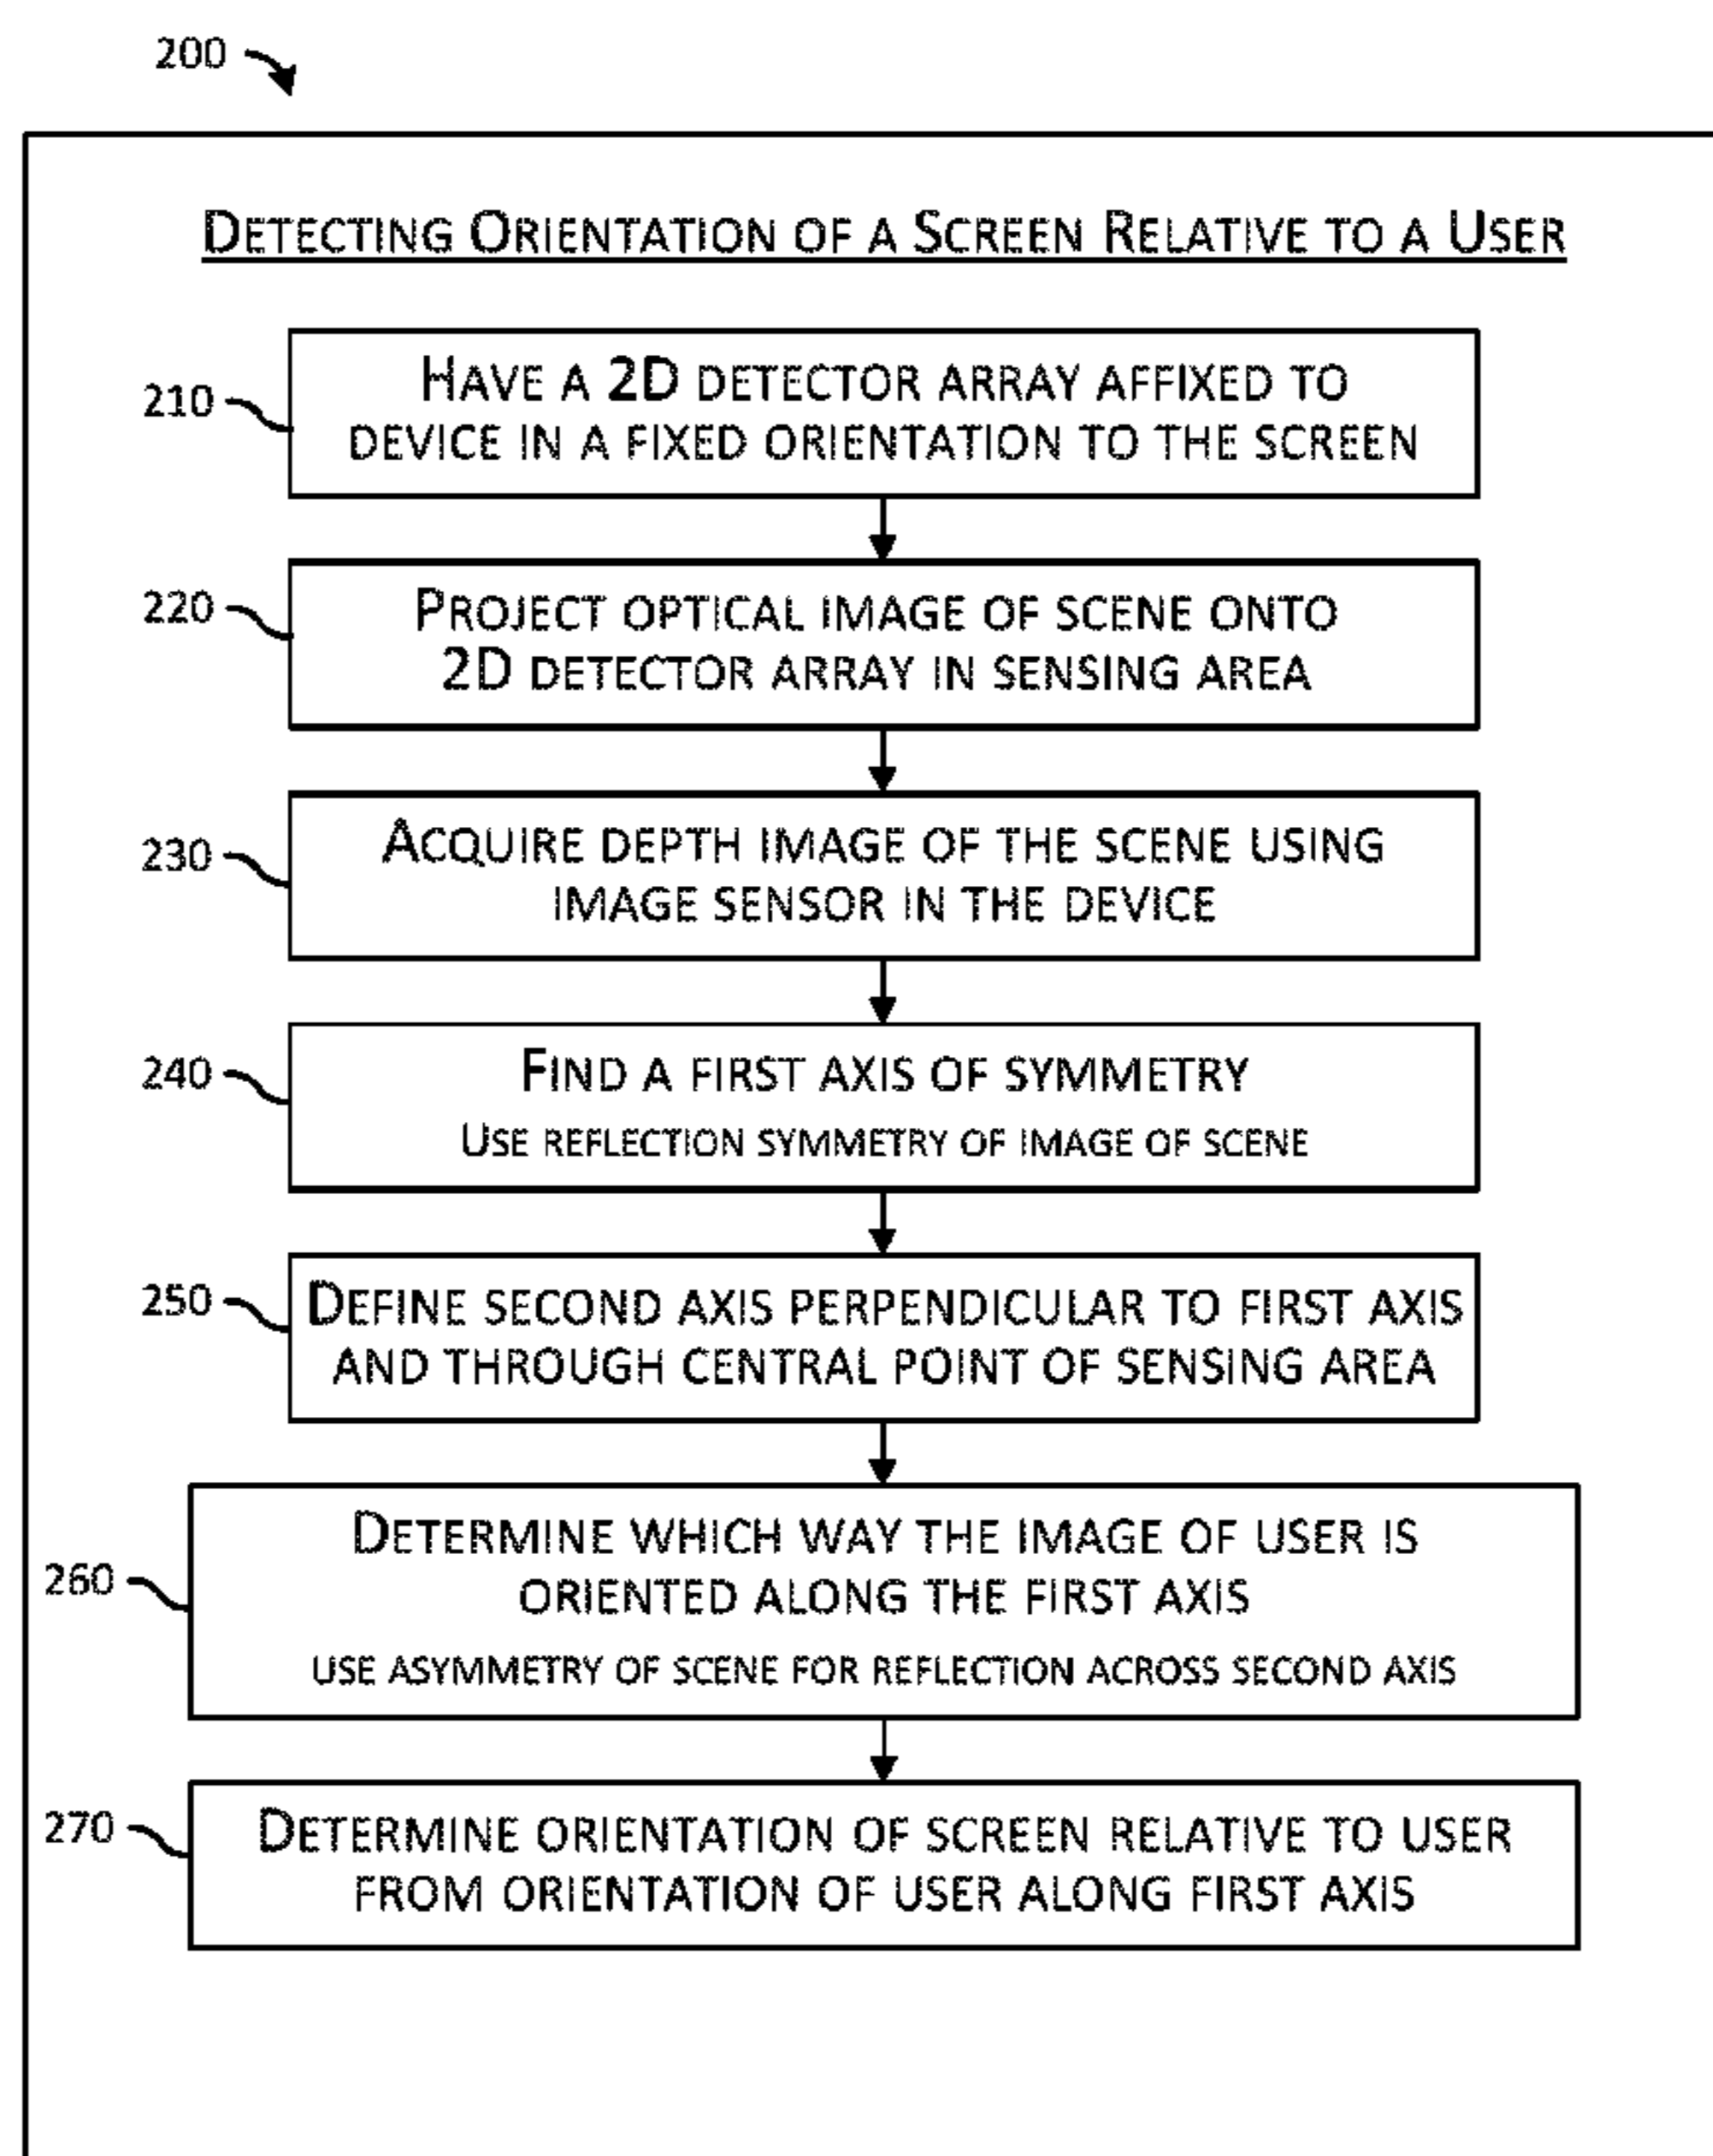 200
DETECTING ORIENTATION OF A SCREEN RELATIVE TO A USER
210
HAVE A 2D DETECTOR ARRAY AFFIXED TO
DEVICE IN A FIXED ORIENTATION TO THE SCREEN
220
PROJECT OPTICAL IMAGE OF SCENE ONTO
2D DETECTOR ARRAY IN SENSING AREA
230
ACQUIRE DEPTH IMAGE OF THE SCENE USING
IMAGE SENSOR IN THE DEVICE
240
FIND A FIRST AXIS OF SYMMETRY
USE REFLECTION SYMMETRY OF IMAGE OF SCENE
250
DEFINE SECOND AXIS PERPENDICULAR TO FIRST AXIS
AND THROUGH CENTRAL POINT OF SENSING AREA
260
DETERMINE WHICH WAY THE IMAGE OF USER IS
ORIENTED ALONG THE FIRST AXIS
USE ASYMMETRY OF SCENE FOR REFLECTION ACROSS SECOND AXIS
270
DETERMINE ORIENTATION OF SCREEN RELATIVE TO USER
FROM ORIENTATION OF USER ALONG FIRST AXIS